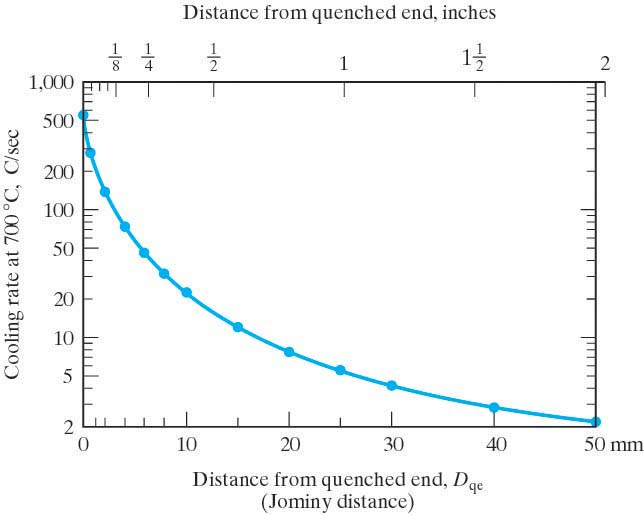 Distance from quenched end, inches
1/8 1/4 1/2 1 1 1/2 2
Cooling rate at 700 °C, C/sec
1,000
500
200
100
50
20
10
5
2
0 10 20 30 40 50 mm
Distance from quenched end, Dqe
(Jominy distance)